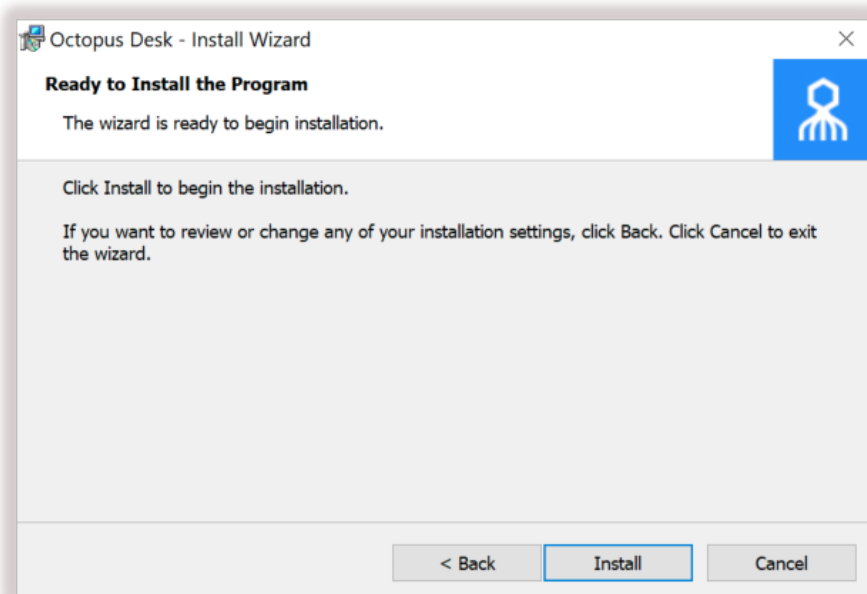 Octopus Desk - Install Wizard
Ready to Install the Program
The wizard is ready to begin installation.
Click Install to begin the installation.
If you want to review or change any of your installation settings, click Back. Click Cancel to exit
the wizard.
< Back
Install
Cancel